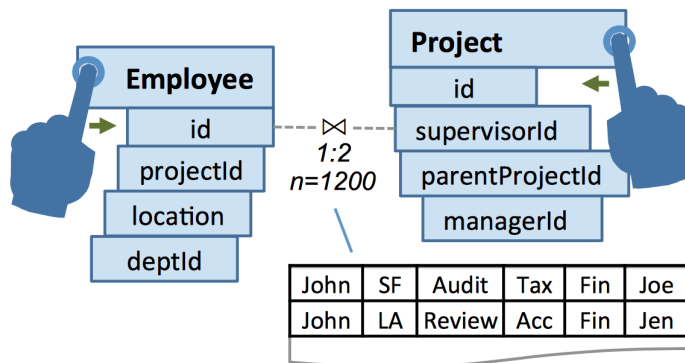 Employee
id
projectId
location
deptId
⋈
1:2
n=1200
Project
id
supervisorId
parentProjectId
managerId
John SF Audit Tax Fin Joe
John LA Review Acc Fin Jen